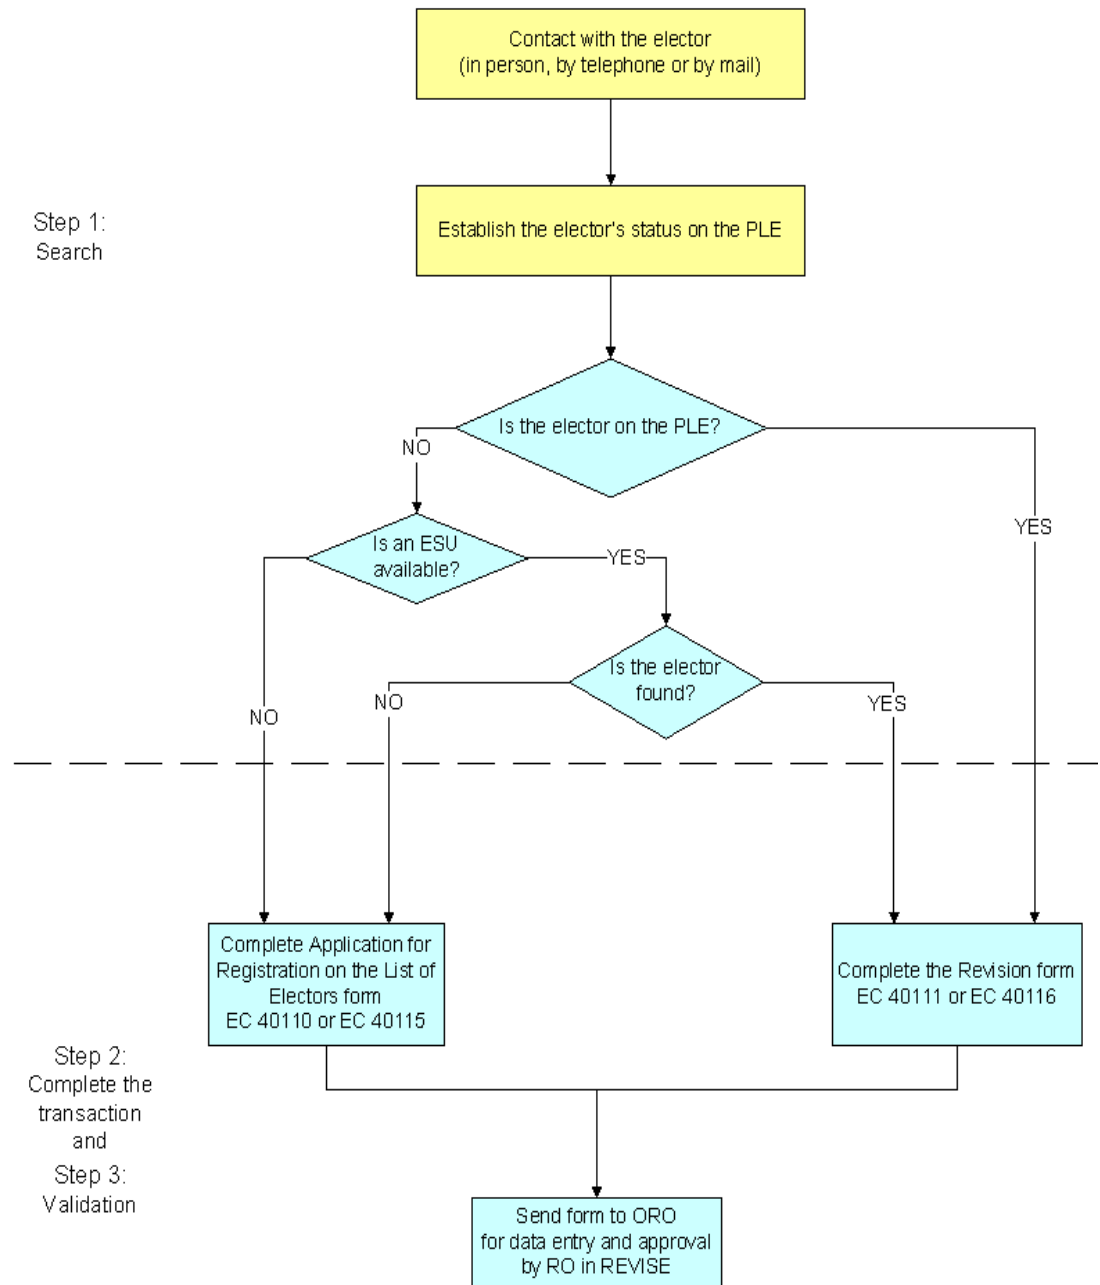 Contact with the elector
(in person, by telephone or by mail)
Step 1:
Search
Establish the elector's status on the PLE
Is the elector on the PLE?
NO
YES
Is an ESU
available?
YES
Is the elector
found?
NO
NO
YES
Complete Application for
Registration on the List of
Electors form
EC 40110 or EC 40115
Complete the Revision form
EC 40111 or EC 40116
Step 2:
Complete the
transaction
and
Step 3:
Validation
Send form to ORO
for data entry and approval
by RO in REVISE